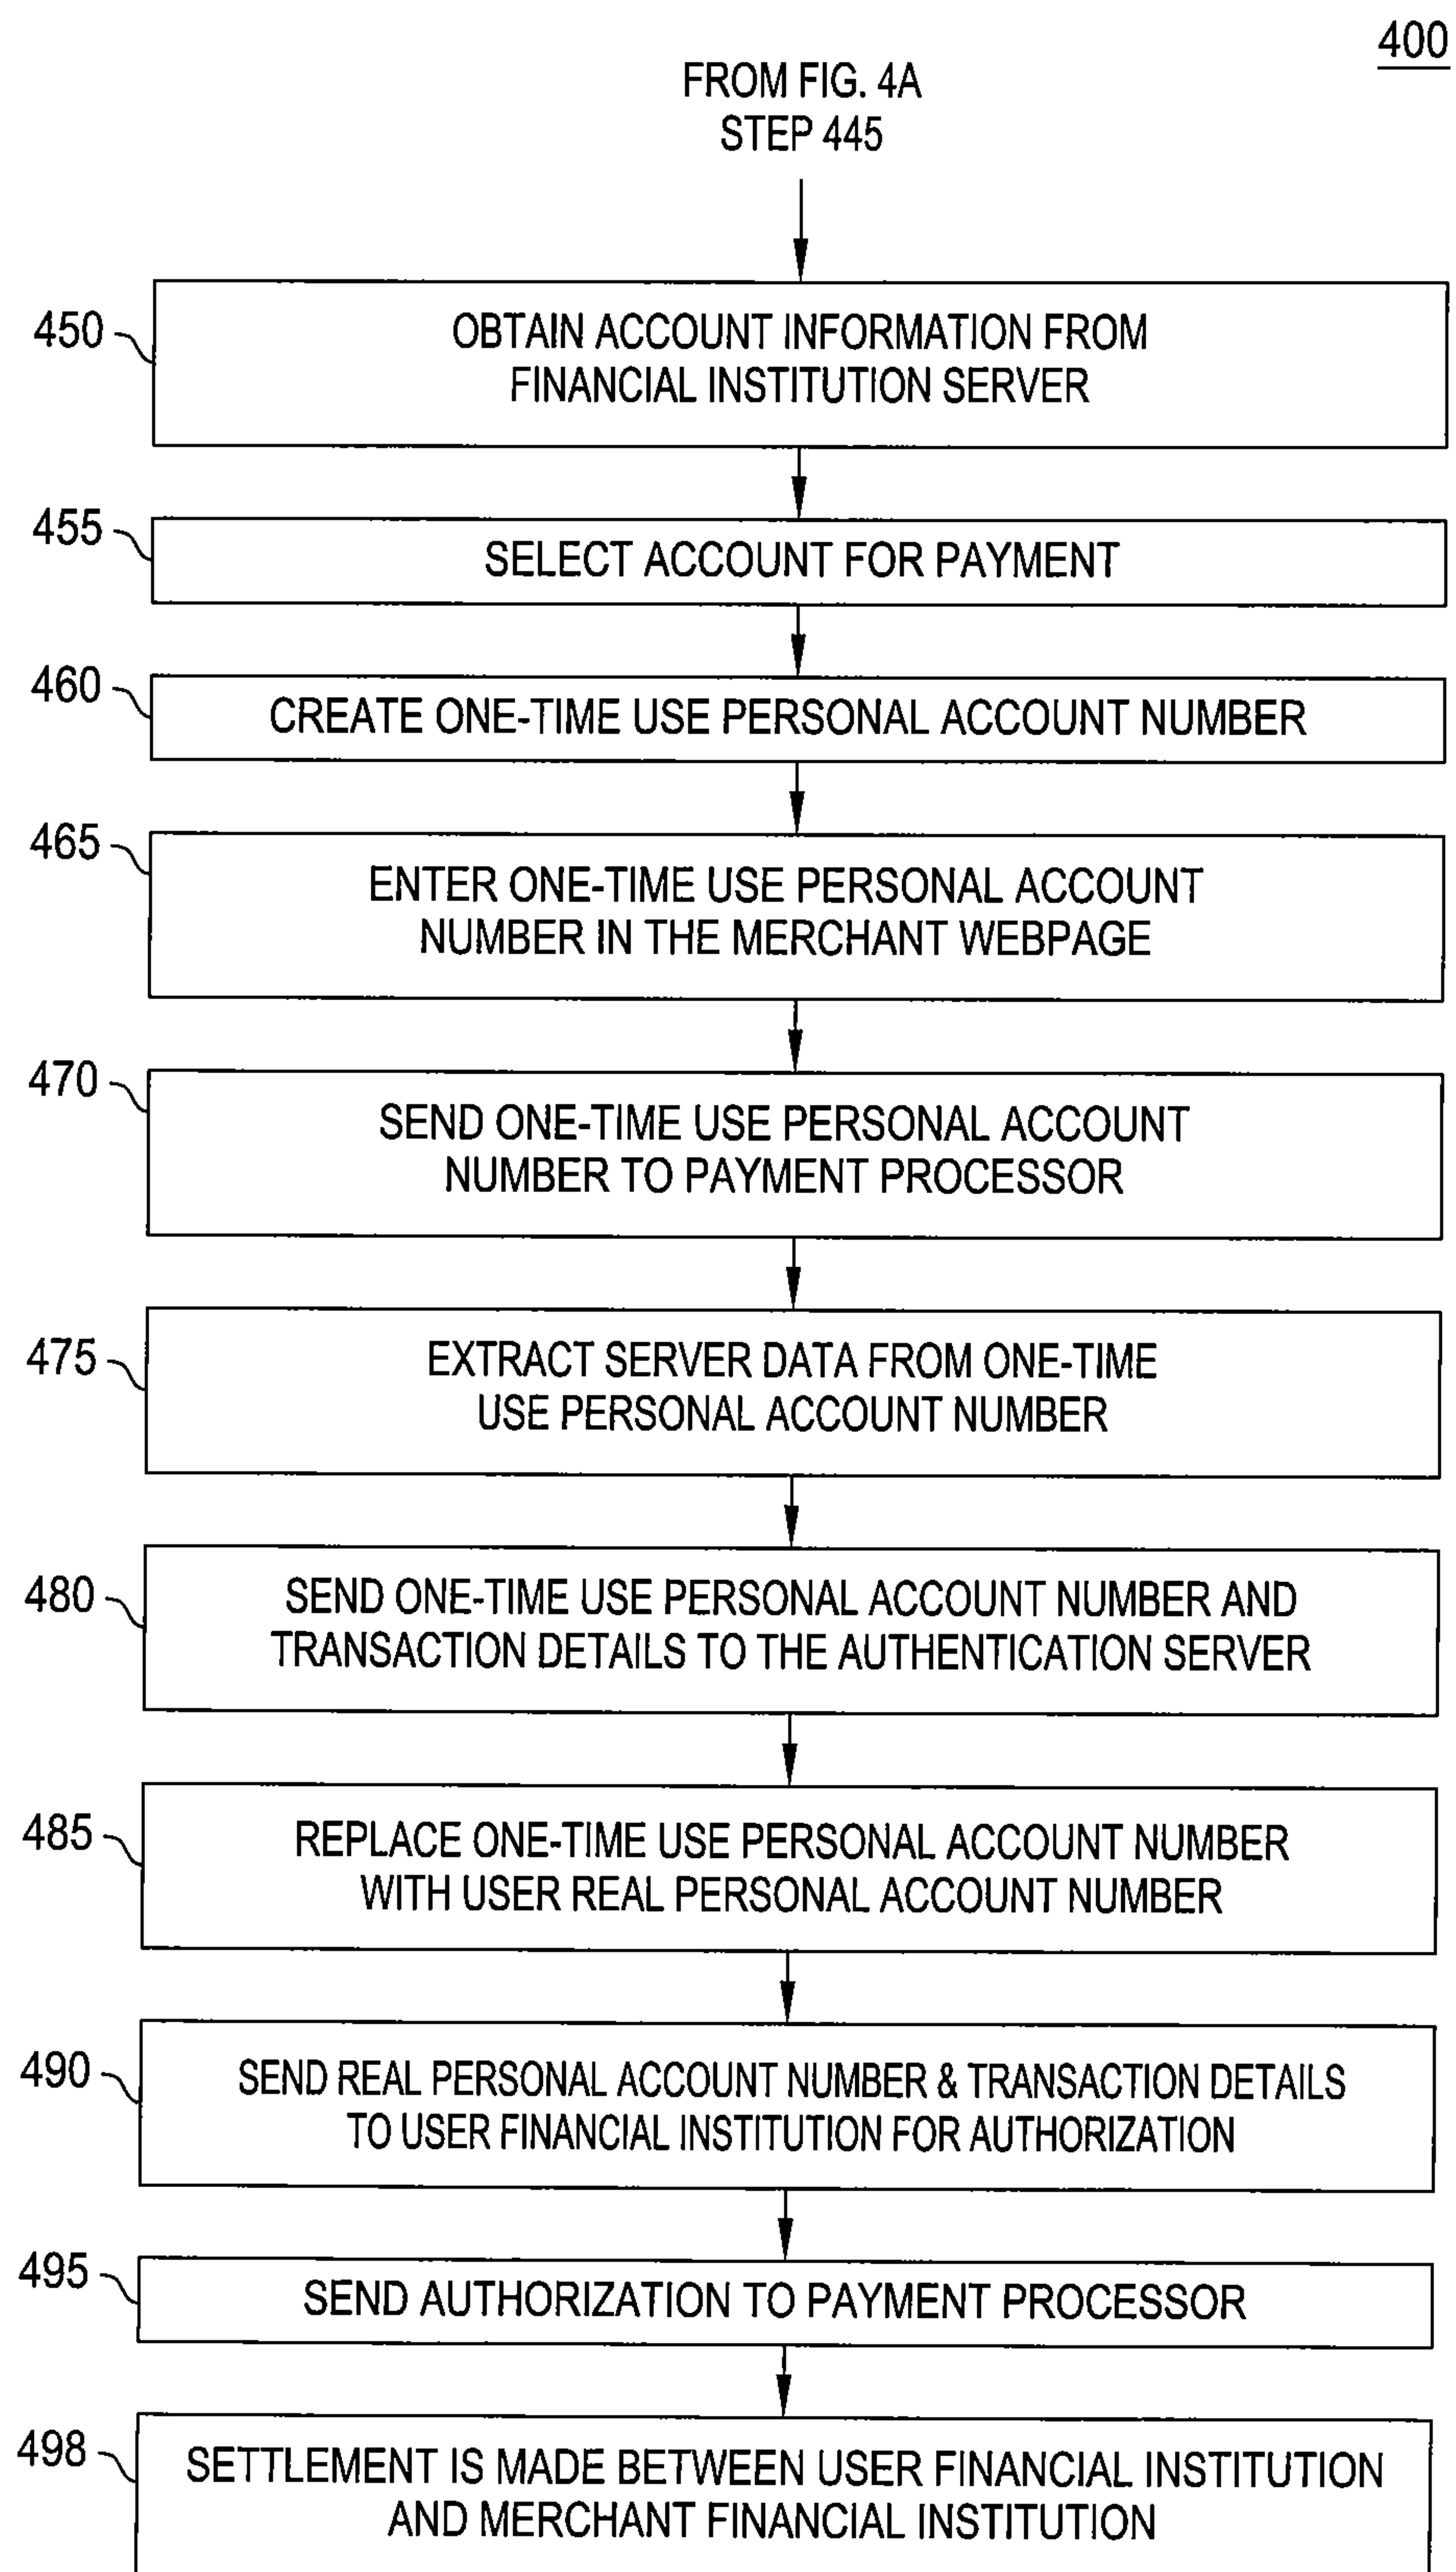 400
FROM FIG. 4A
STEP 445
450
OBTAIN ACCOUNT INFORMATION FROM
FINANCIAL INSTITUTION SERVER
455
SELECT ACCOUNT FOR PAYMENT
460
CREATE ONE-TIME USE PERSONAL ACCOUNT NUMBER
465
ENTER ONE-TIME USE PERSONAL ACCOUNT
NUMBER IN THE MERCHANT WEBPAGE
470
SEND ONE-TIME USE PERSONAL ACCOUNT
NUMBER TO PAYMENT PROCESSOR
475
EXTRACT SERVER DATA FROM ONE-TIME
USE PERSONAL ACCOUNT NUMBER
480
SEND ONE-TIME USE PERSONAL ACCOUNT NUMBER AND
TRANSACTION DETAILS TO THE AUTHENTICATION SERVER
485
REPLACE ONE-TIME USE PERSONAL ACCOUNT NUMBER
WITH USER REAL PERSONAL ACCOUNT NUMBER
490
SEND REAL PERSONAL ACCOUNT NUMBER & TRANSACTION DETAILS
TO USER FINANCIAL INSTITUTION FOR AUTHORIZATION
495
SEND AUTHORIZATION TO PAYMENT PROCESSOR
498
SETTLEMENT IS MADE BETWEEN USER FINANCIAL INSTITUTION
AND MERCHANT FINANCIAL INSTITUTION